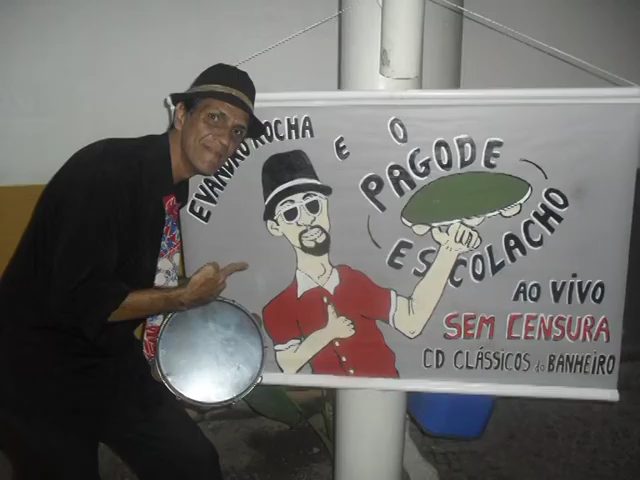 EVANDRO ROCHA
E O
PAGODE
ESCOLACHO
AO VIVO
SEM CENSURA
CD CLÁSSICOS do BANHEIRO